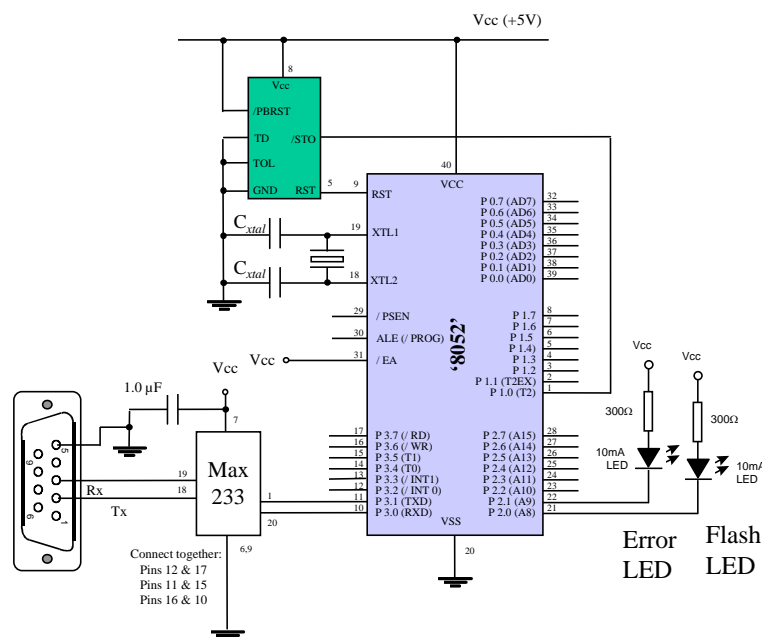 Vcc (+5V)
8
Vcc
/PBRST
TD
/STO
TOL
GND
RST
5
9
RST
40
VCC
Cxtal
19
XTL1
Cxtal
18
XTL2
29
/ PSEN
30
ALE (/ PROG)
Vcc
31
/ EA
'8052'
P 0.7 (AD7)
32
P 0.6 (AD6)
33
P 0.5 (AD5)
34
P 0.4 (AD4)
35
P 0.3 (AD3)
36
P 0.2 (AD2)
37
P 0.1 (AD1)
38
P 0.0 (AD0)
39
P 1.7
8
P 1.6
7
P 1.5
6
P 1.4)
5
P 1.3
4
P 1.2
3
P 1.1 (T2EX)
2
P 1.0 (T2)
1
17
P 3.7 (/ RD)
16
P 3.6 (/ WR)
15
P 3.5 (T1)
14
P 3.4 (T0)
13
P 3.3 (/ INT1)
12
P 3.2 (/ INT 0)
11
P 3.1 (TXD)
10
P 3.0 (RXD)
P 2.7 (A15)
28
P 2.6 (A14)
27
P 2.5 (A13)
26
P 2.4 (A12)
25
P 2.3 (A11)
24
P 2.2 (A10)
23
P 2.1 (A9)
22
P 2.0 (A8)
21
VSS
20
Vcc
300Ω
10mA
LED
Vcc
300Ω
10mA
LED
Error
LED
Flash
LED
1.0 µF
Vcc
7
Max
233
5
9
6
1
19
Rx
18
Tx
1
20
6,9
Connect together:
Pins 12 & 17
Pins 11 & 15
Pins 16 & 10